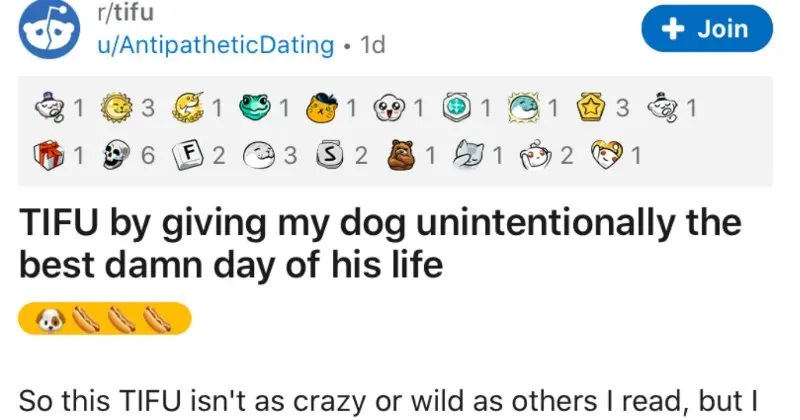 r/tifu
u/AntipatheticDating • 1d
+ Join
1 3 1 1 1 1 1 1 3 1
1 6 F 2 3 S 2 1 1 2 1
TIFU by giving my dog unintentionally the
best damn day of his life
So this TIFU isn't as crazy or wild as others I read, but I